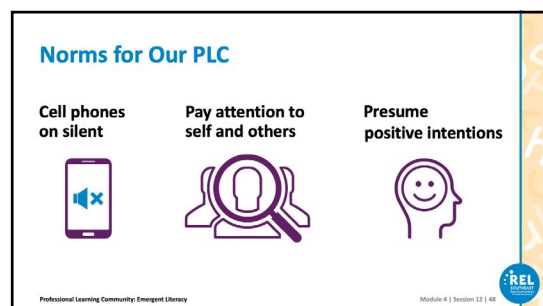 Norms for Our PLC
Cell phones
on silent
Pay attention to
self and others
Presume
positive intentions
Professional Learning Community: Emergent Literacy
Module 4 | Session 12 | 48
REL
SOUTHEAST